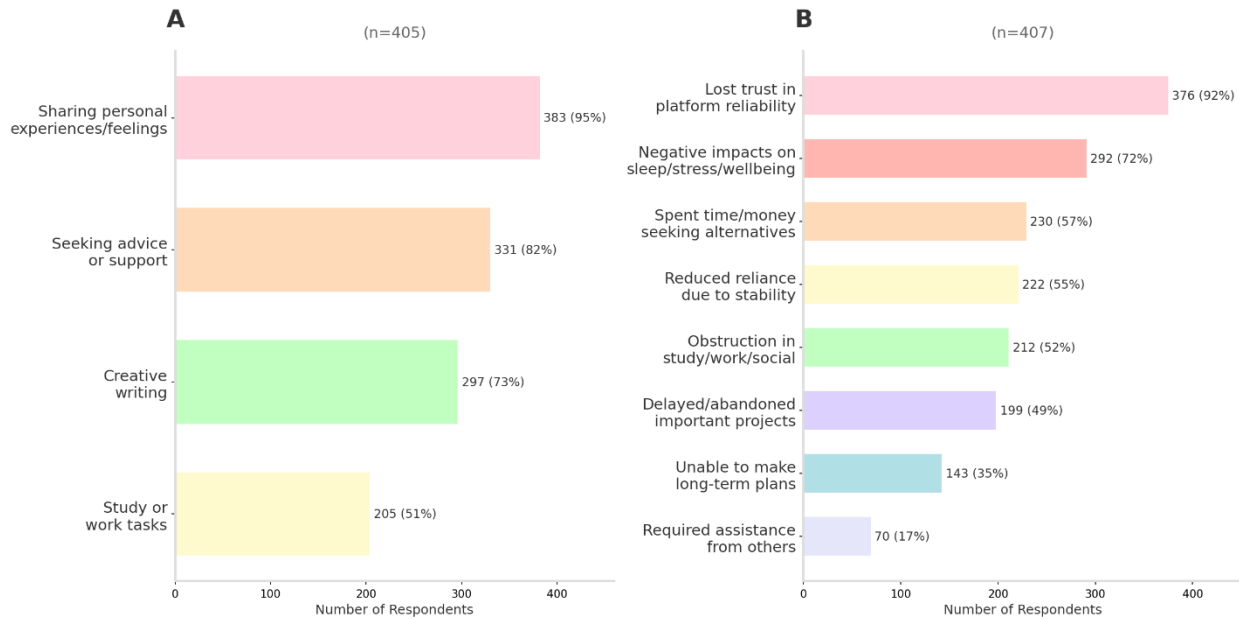 A
(n=405)
Sharing personal
experiences/feelings
383 (95%)
Seeking advice
or support
331 (82%)
Creative
writing
297 (73%)
Study or
work tasks
205 (51%)
0 100 200 300 400
Number of Respondents
B
(n=407)
Lost trust in
platform reliability
376 (92%)
Negative impacts on
sleep/stress/wellbeing
292 (72%)
Spent time/money
seeking alternatives
230 (57%)
Reduced reliance
due to stability
222 (55%)
Obstruction in
study/work/social
212 (52%)
Delayed/abandoned
important projects
199 (49%)
Unable to make
long-term plans
143 (35%)
Required assistance
from others
70 (17%)
0 100 200 300 400
Number of Respondents